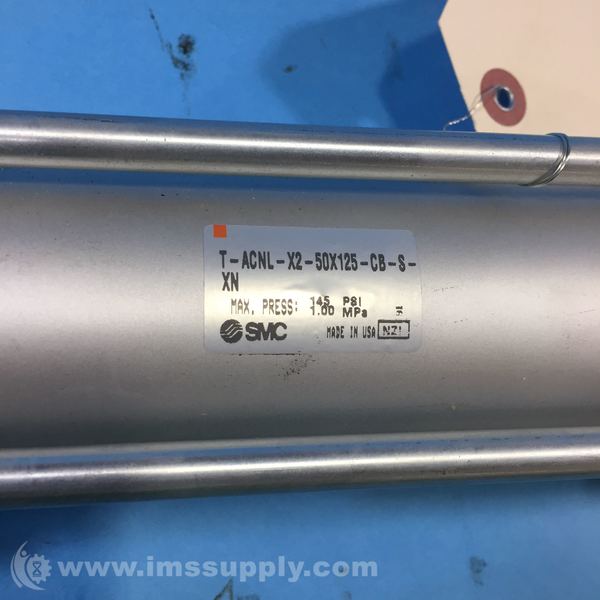 T-ACNL-X2-50X125-CB-S-
XN
MAX. PRESS: 145 PSI
1.00 MPa
SMC MADE IN USA NZI
www.imssupply.com